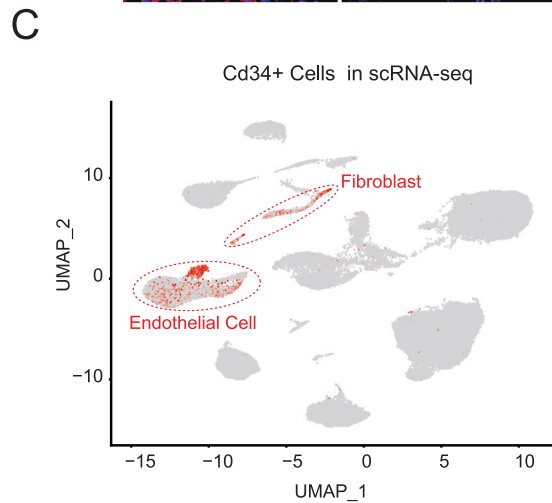 C
Cd34+ Cells in scRNA-seq
Fibroblast
Endothelial Cell
UMAP_2
10
0
−10
−15
−10
−5
0
5
10
UMAP_1